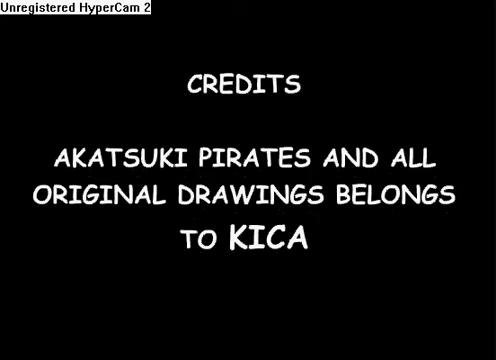 Unregistered HyperCam 2
CREDITS
AKATSUKI PIRATES AND ALL
ORIGINAL DRAWINGS BELONGS
TO KICA